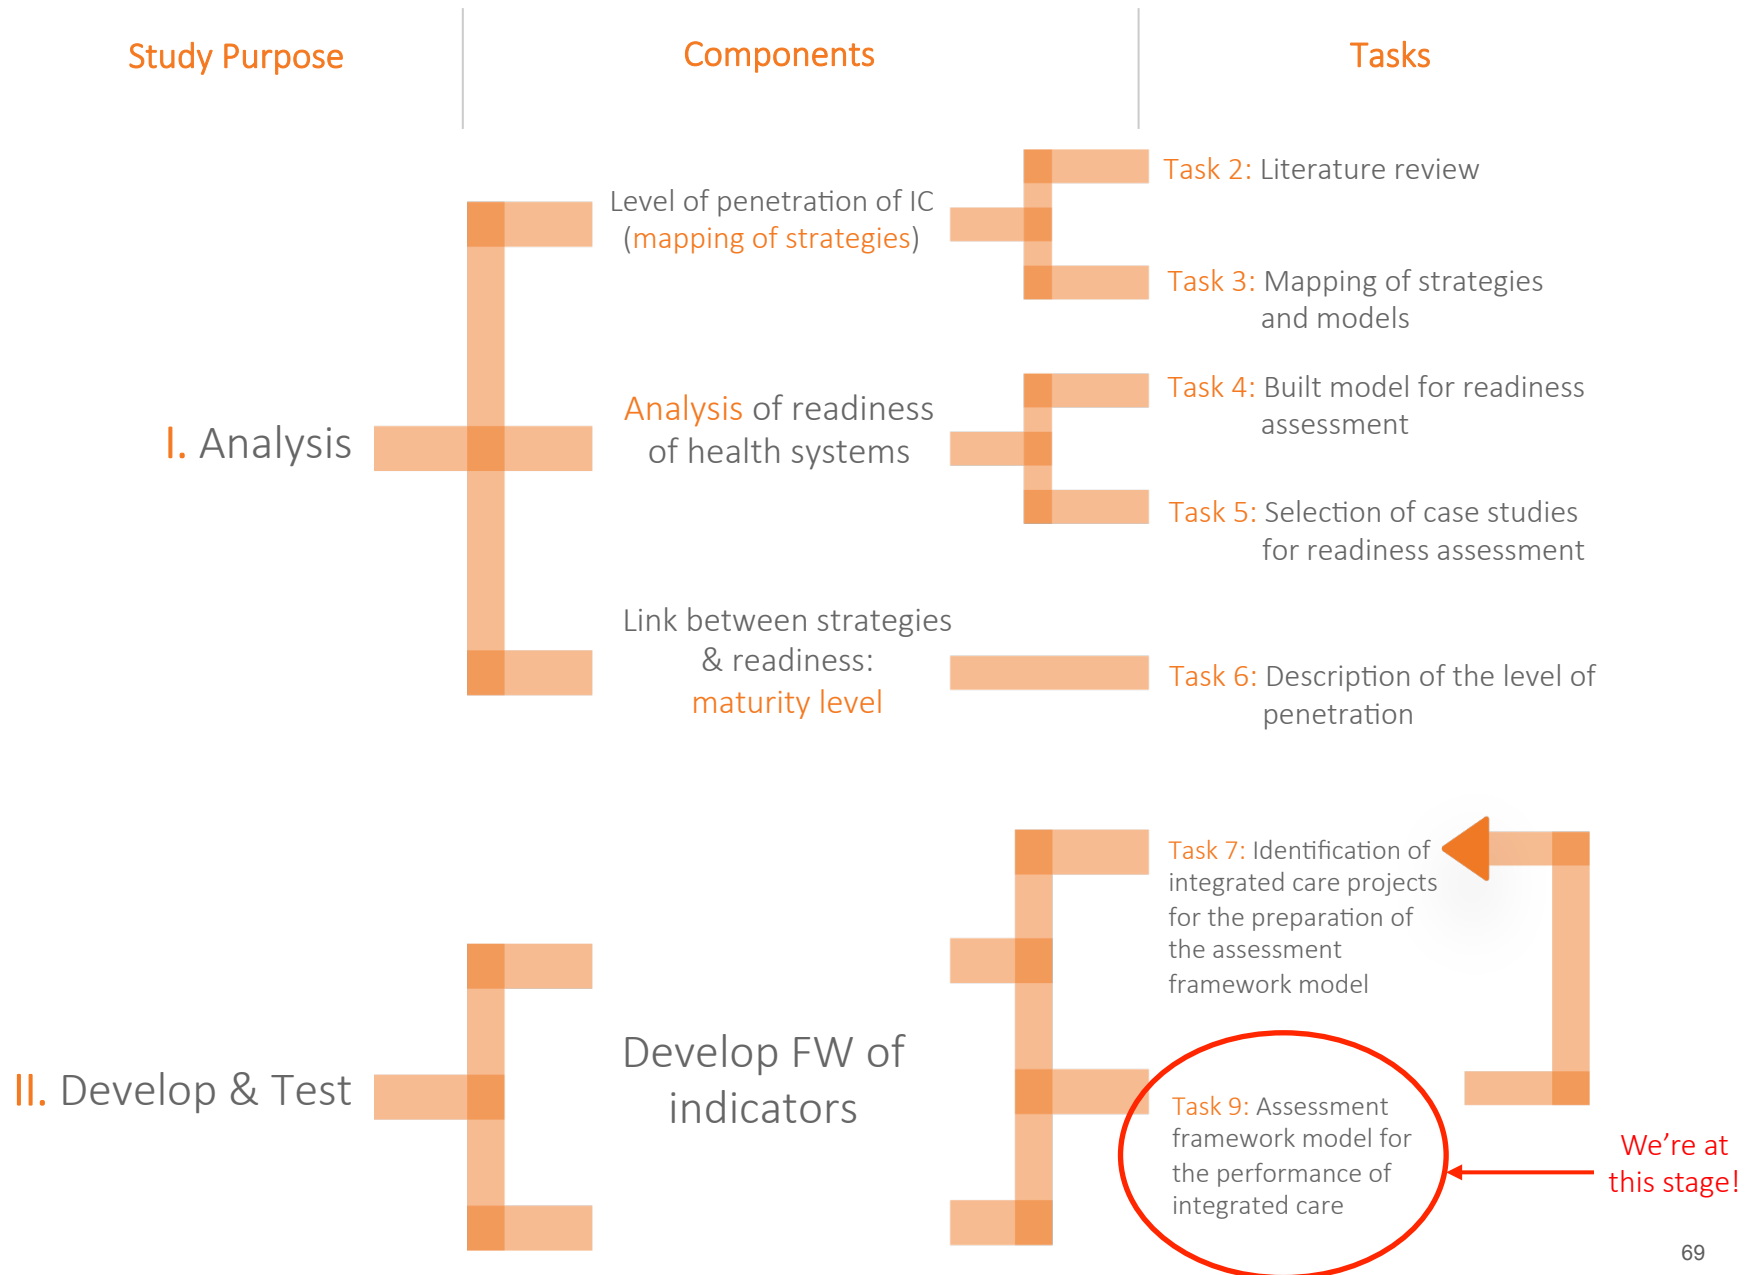 Study Purpose
Components
Tasks
I. Analysis
Level of penetration of IC
(mapping of strategies)
Task 2: Literature review
Task 3: Mapping of strategies
and models
Analysis of readiness
of health systems
Task 4: Built model for readiness
assessment
Task 5: Selection of case studies
for readiness assessment
Link between strategies
& readiness:
maturity level
Task 6: Description of the level of
penetration
II. Develop & Test
Develop FW of
indicators
Task 7: Identification of
integrated care projects
for the preparation of
the assessment
framework model
Task 9: Assessment
framework model for
the performance of
integrated care
We're at
this stage!
69